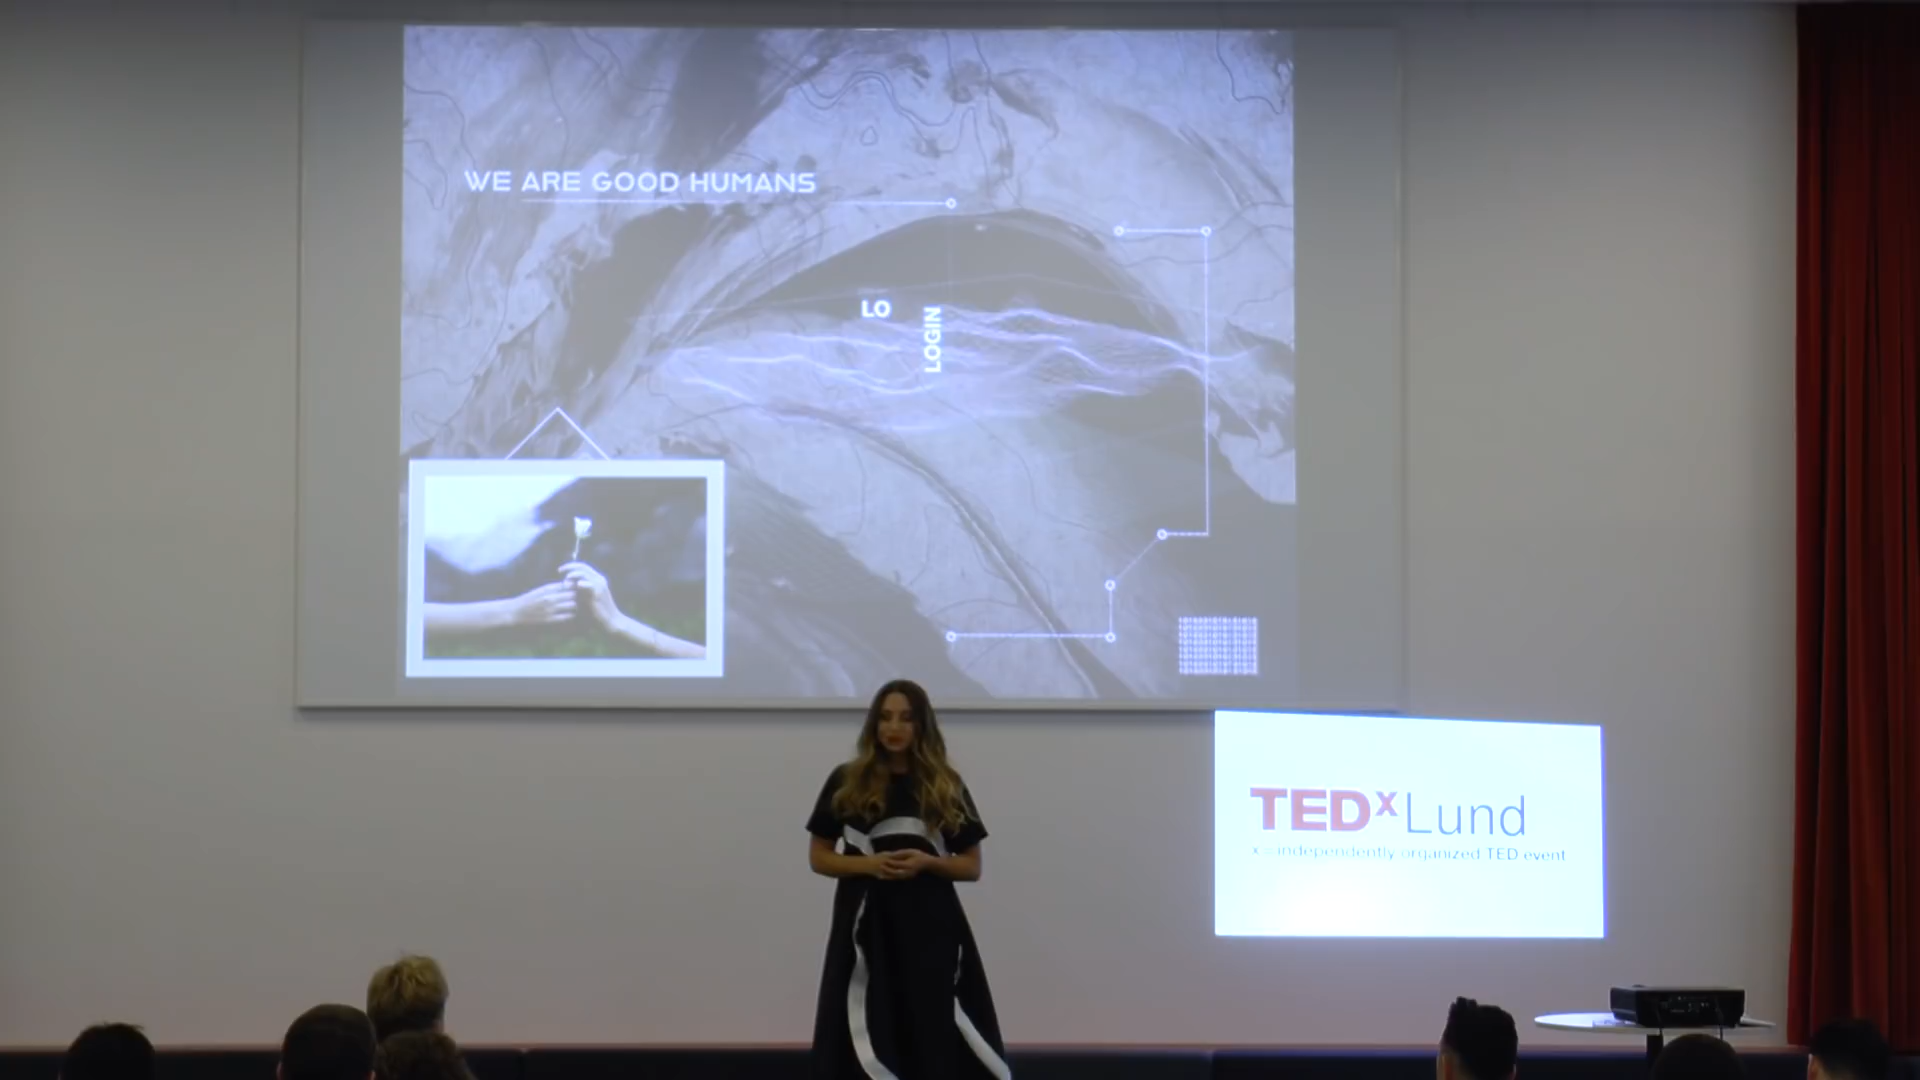 WE ARE GOOD HUMANS
LO
LOGIN
TEDxLund
x = independently organized TED event